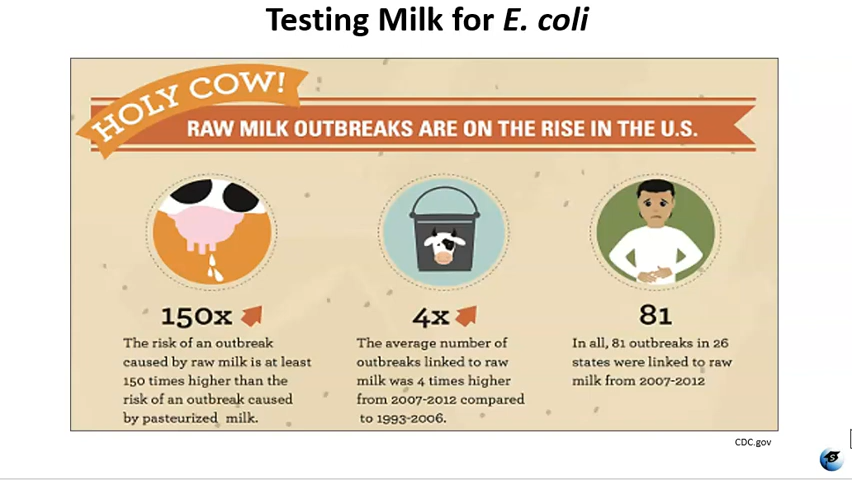 Testing Milk for E. coli
HOLY COW!
RAW MILK OUTBREAKS ARE ON THE RISE IN THE U.S.
150x
The risk of an outbreak
caused by raw milk is at least
150 times higher than the
risk of an outbreak caused
by pasteurized milk.
4x
The average number of
outbreaks linked to raw
milk was 4 times higher
from 2007-2012 compared
to 1993-2006.
81
In all, 81 outbreaks in 26
states were linked to raw
milk from 2007-2012
CDC.gov